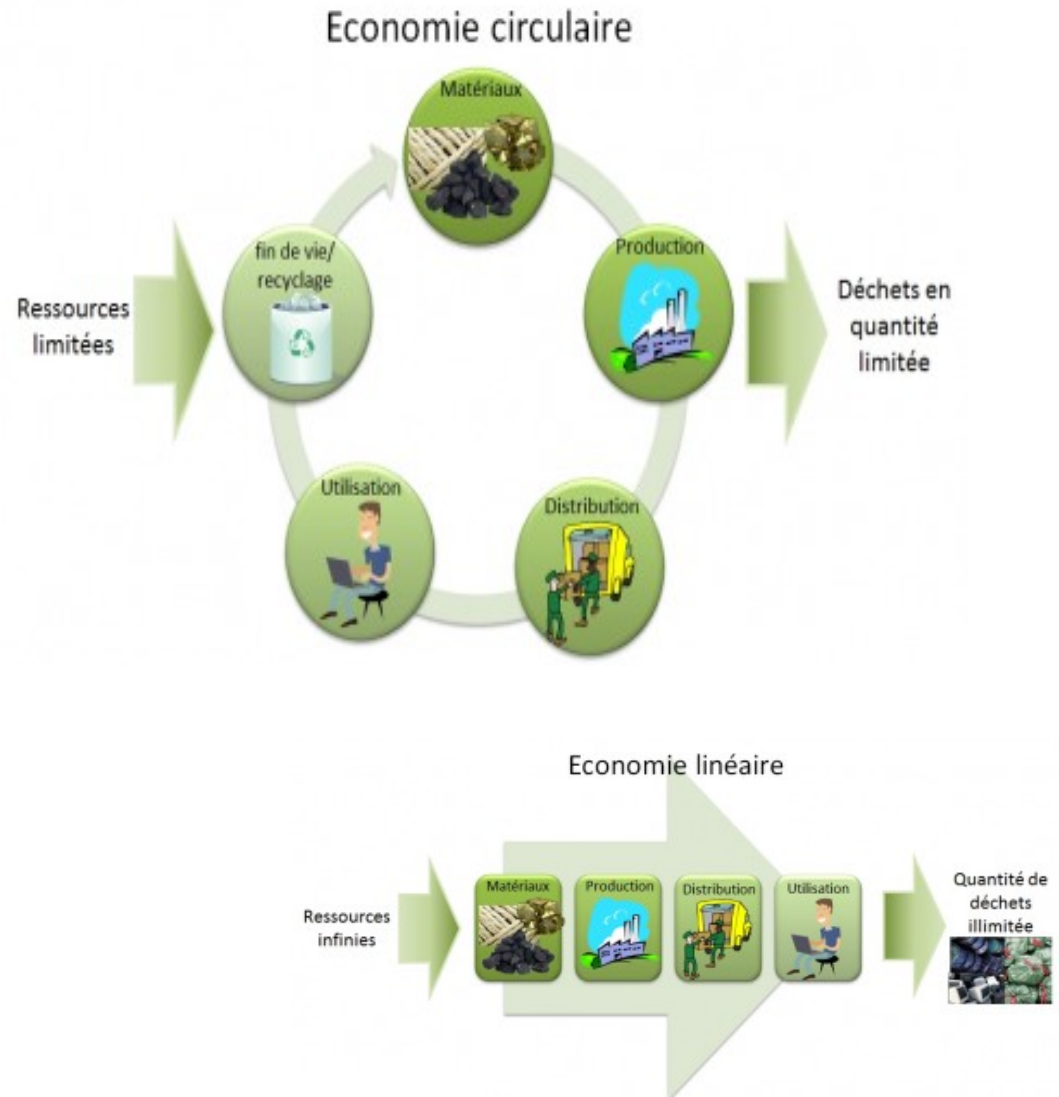 Economie circulaire
Matériaux
fin de vie/
recyclage
Production
Ressources
limitées
Déchets en
quantité
limitée
Utilisation
Distribution
Economie linéaire
Ressources
infinies
Matériaux
Production
Distribution
Utilisation
Quantité de
déchets
illimitée